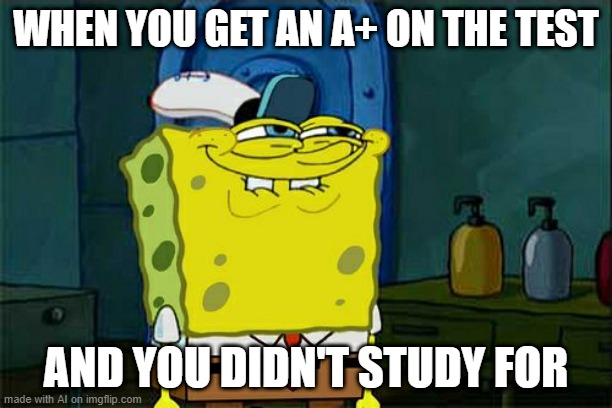 WHEN YOU GET AN A+ ON THE TEST
AND YOU DIDN'T STUDY FOR
made with AI on imgflip.com